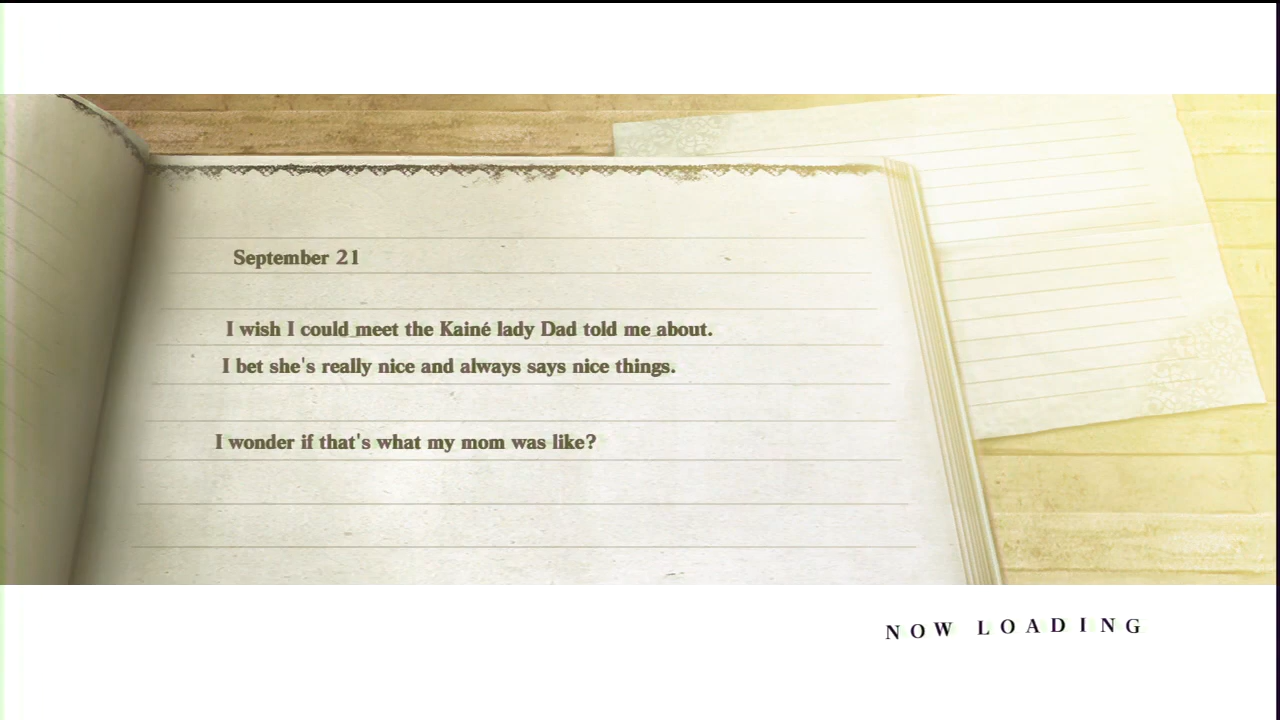 September 21
I wish I could meet the Kainé lady Dad told me about.
I bet she's really nice and always says nice things.
I wonder if that's what my mom was like?
NOW LOADING